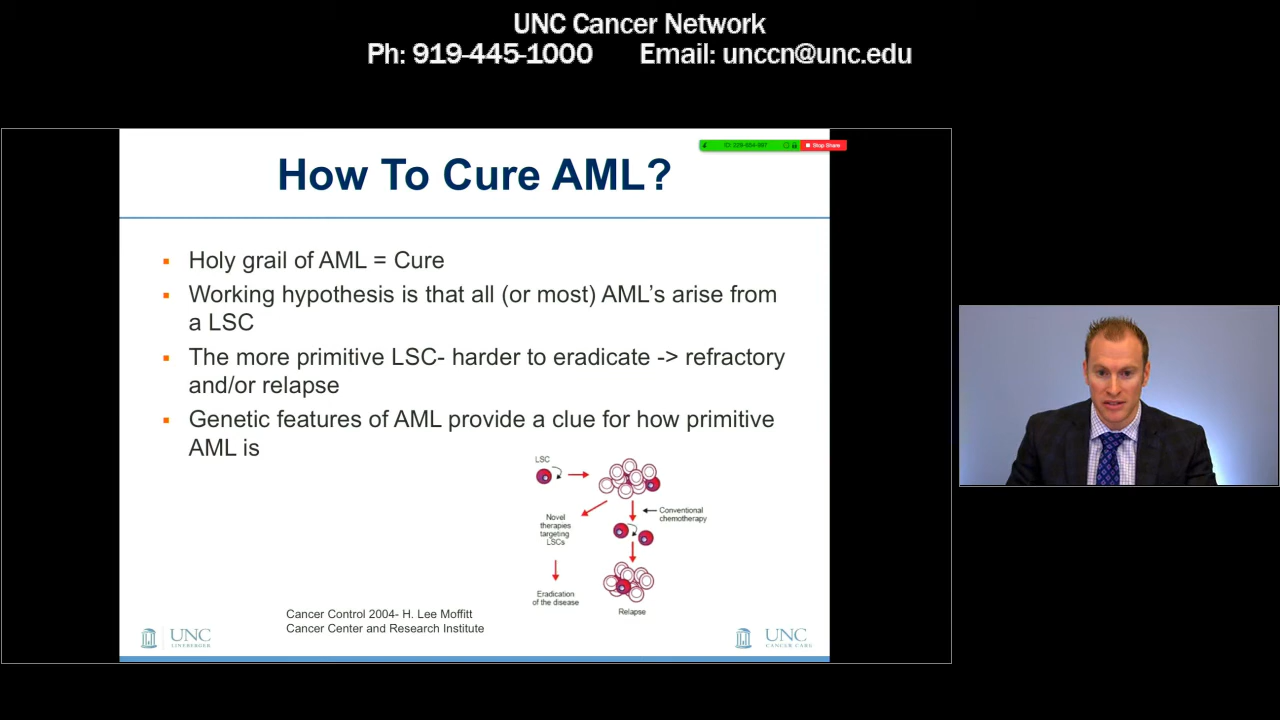 UNC Cancer Network
Ph: 919-445-1000 Email: unccn@unc.edu
Stop Share
How To Cure AML?
▪ Holy grail of AML = Cure
▪ Working hypothesis is that all (or most) AML’s arise from
a LSC
▪ The more primitive LSC- harder to eradicate -> refractory
and/or relapse
▪ Genetic features of AML provide a clue for how primitive
AML is
LSC
Conventional
chemotherapy
Novel
therapies
targeting
LSCs
Eradication
of the disease
Relapse
Cancer Control 2004- H. Lee Moffitt
Cancer Center and Research Institute
UNC
LINEBERGER
UNC
CANCER CARE